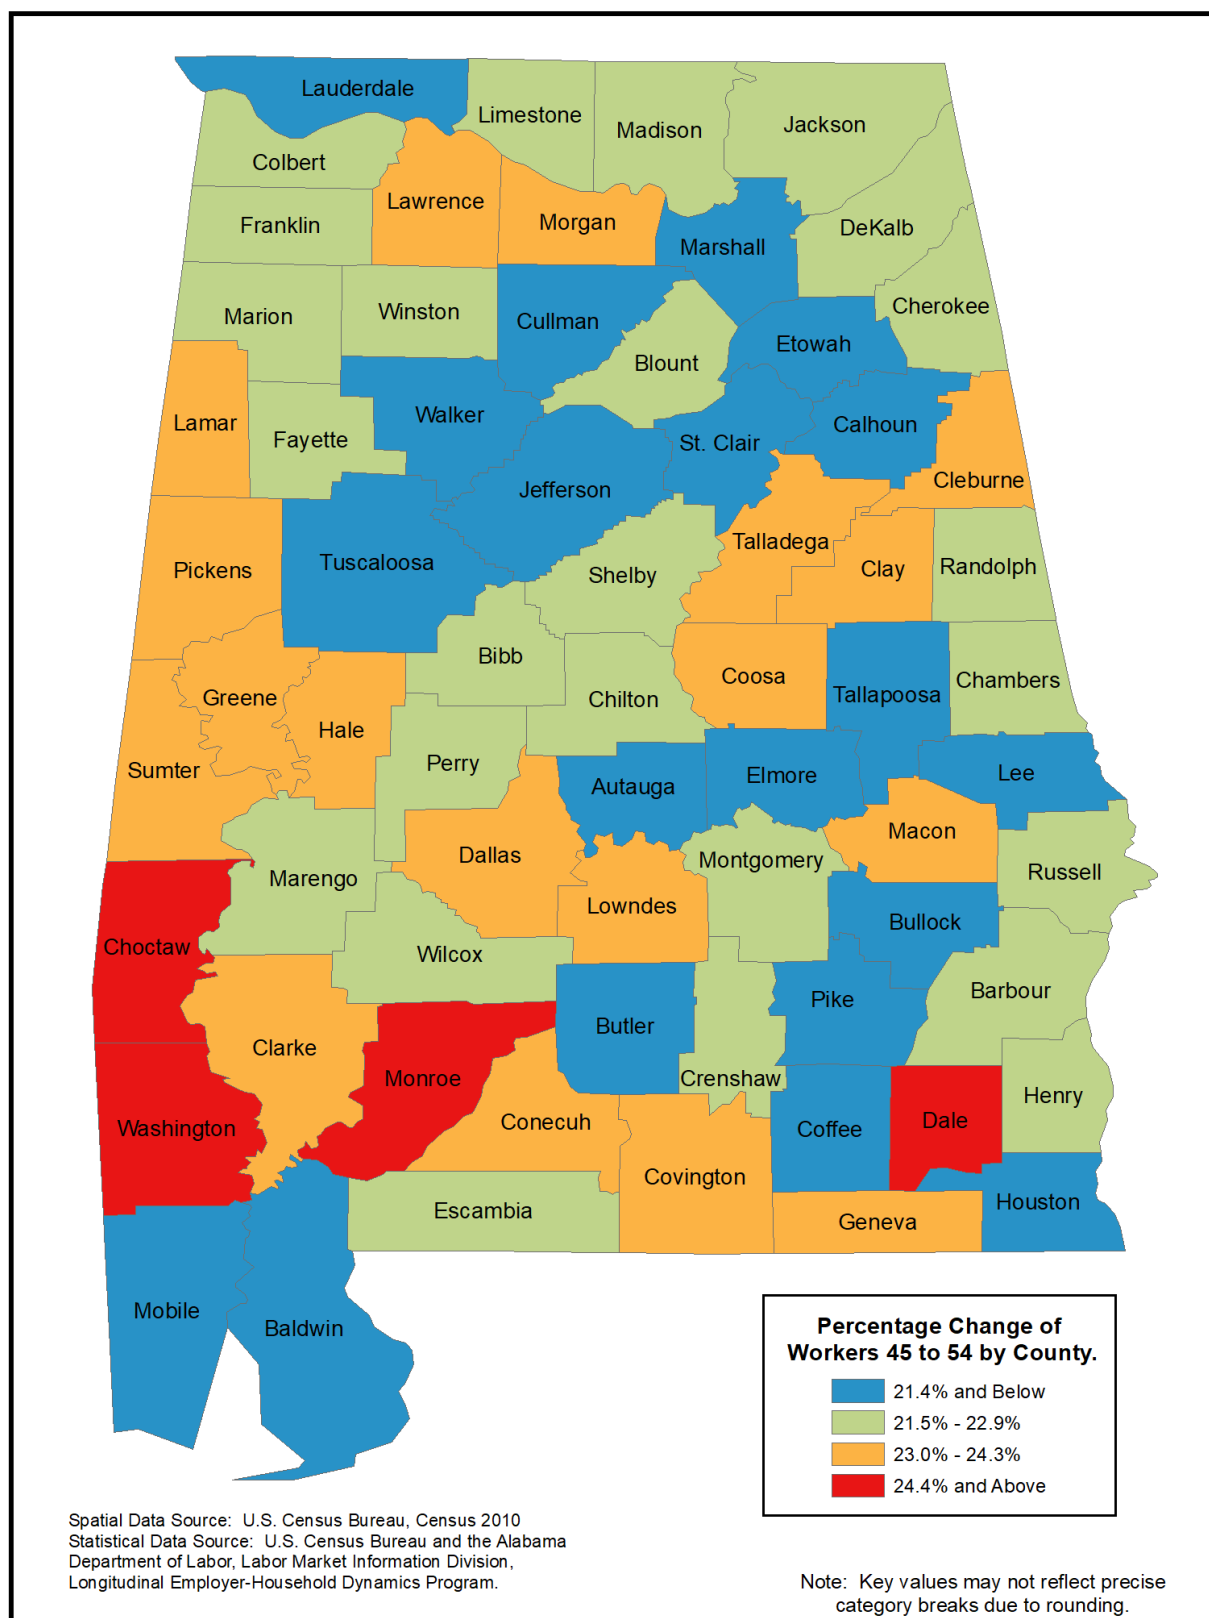 Lauderdale
Limestone
Madison
Jackson
Colbert
Lawrence
Franklin
Morgan
DeKalb
Marshall
Cherokee
Marion
Winston
Cullman
Etowah
Blount
Lamar
Walker
Calhoun
Fayette
St. Clair
Cleburne
Jefferson
Talladega
Tuscaloosa
Randolph
Pickens
Clay
Shelby
Bibb
Coosa
Chambers
Tallapoosa
Greene
Chilton
Hale
Perry
Sumter
Lee
Elmore
Autauga
Macon
Dallas
Montgomery
Russell
Marengo
Lowndes
Bullock
Choctaw
Wilcox
Barbour
Pike
Butler
Clarke
Monroe
Crenshaw
Henry
Washington
Conecuh
Dale
Coffee
Covington
Houston
Escambia
Geneva
Mobile
Baldwin
Percentage Change of
Workers 45 to 54 by County.
21.4% and Below
21.5% - 22.9%
23.0% - 24.3%
24.4% and Above
Spatial Data Source:  U.S. Census Bureau, Census 2010
Statistical Data Source:  U.S. Census Bureau and the Alabama
Department of Labor, Labor Market Information Division,
Longitudinal Employer-Household Dynamics Program.
Note:  Key values may not reflect precise
category breaks due to rounding.